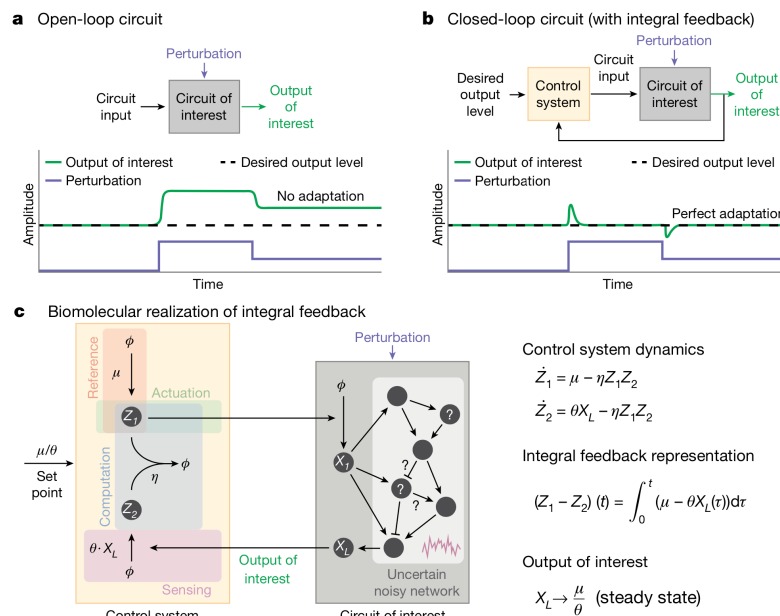 a Open-loop circuit
Perturbation
Circuit
input
Circuit of
interest
Output
of
interest
Output of interest
Desired output level
Perturbation
No adaptation
Amplitude
Time
b Closed-loop circuit (with integral feedback)
Perturbation
Desired
output
level
Control
system
Circuit
input
Circuit of
interest
Output
of
interest
Output of interest
Desired output level
Perturbation
Perfect adaptation
Amplitude
Time
c Biomolecular realization of integral feedback
Reference
ϕ
μ
Actuation
Z₁
μ/θ
Set
point
Computation
η
ϕ
Z₂
θ·X_L
ϕ
Sensing
Control system
Output of
interest
Perturbation
ϕ
X₁
?
?
?
?
X_L
Uncertain
noisy network
Circuit of interest
Control system dynamics
Ż₁ = μ − ηZ₁Z₂
Ż₂ = θX_L − ηZ₁Z₂
Integral feedback representation
(Z₁ − Z₂) (t) = ∫₀ᵗ (μ − θX_L(τ))dτ
Output of interest
X_L → μ/θ (steady state)